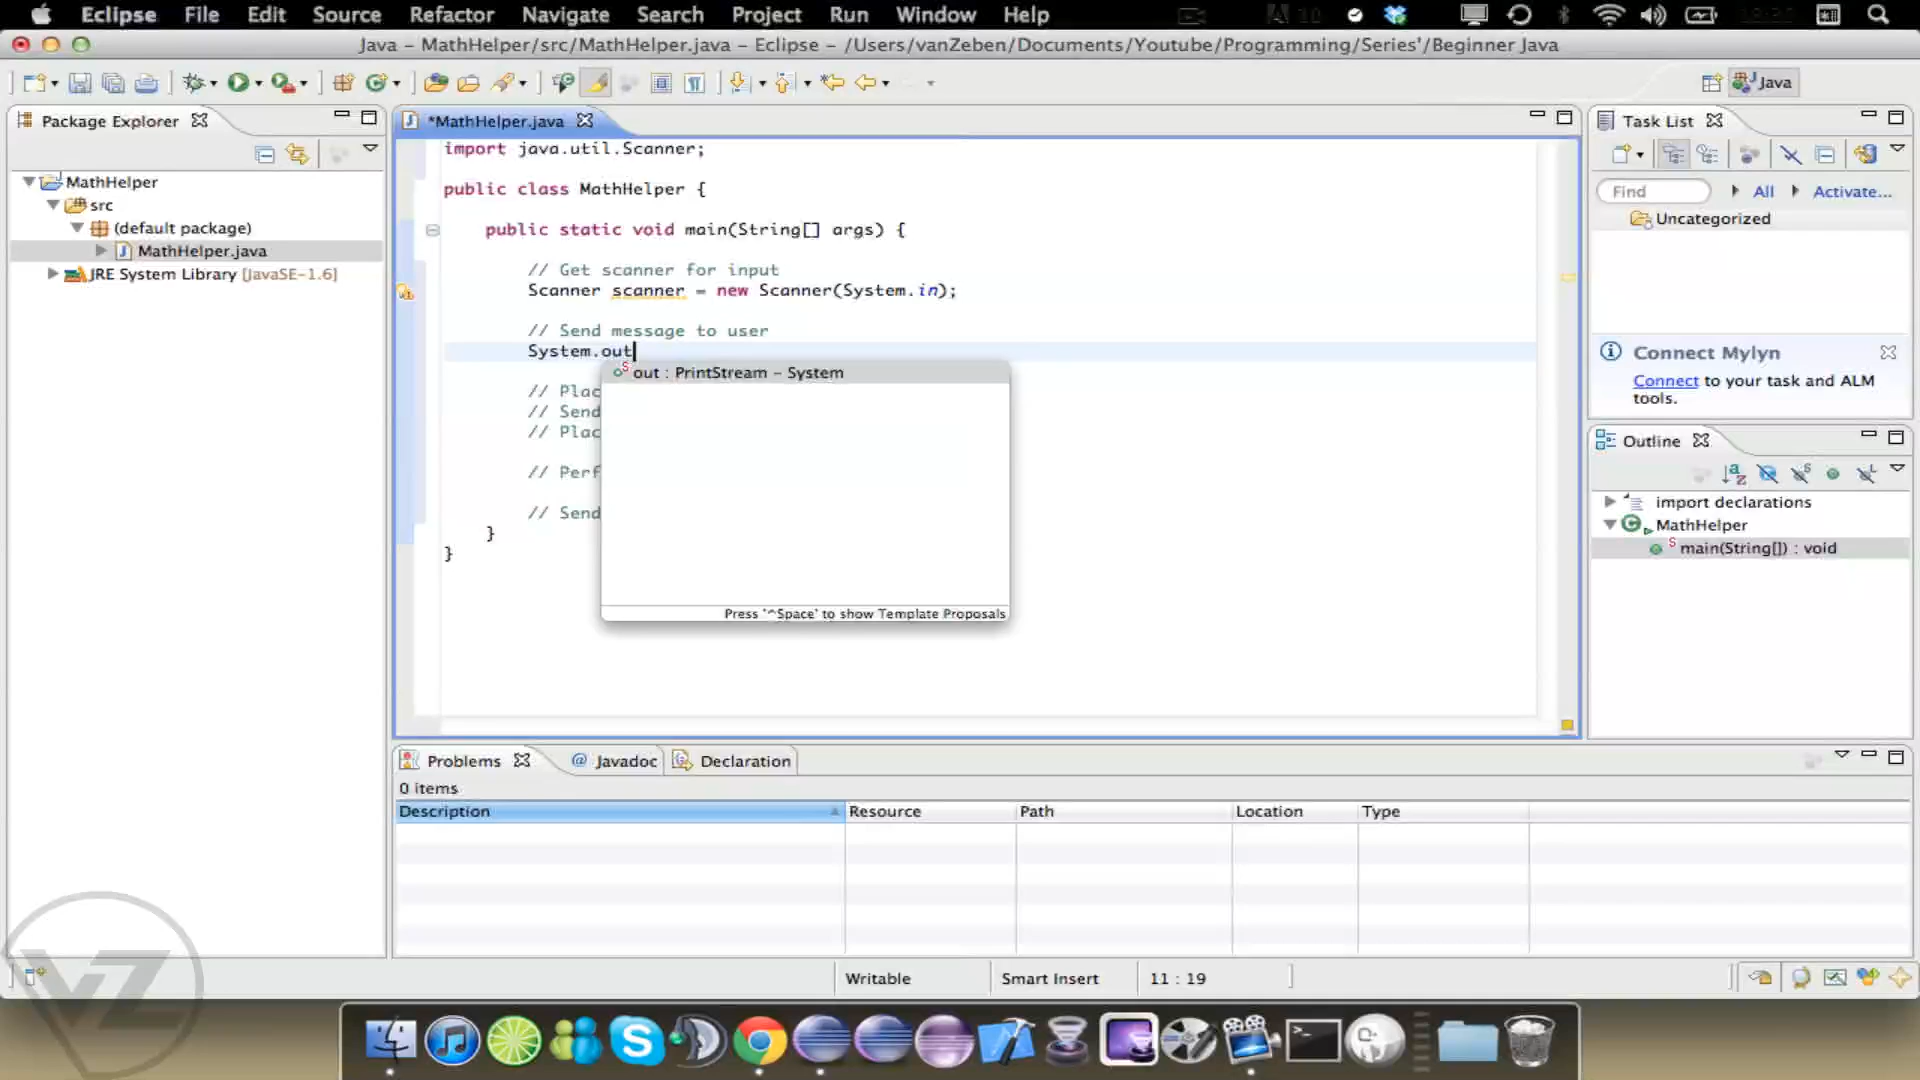 Eclipse File Edit Source Refactor Navigate Search Project Run Window Help
Java – MathHelper/src/MathHelper.java – Eclipse – /Users/vanZeben/Documents/Youtube/Programming/Series'/Beginner Java
Java
Package Explorer
MathHelper
src
(default package)
MathHelper.java
JRE System Library [JavaSE-1.6]
*MathHelper.java
import java.util.Scanner;
public class MathHelper {
public static void main(String[] args) {
// Get scanner for input
Scanner scanner = new Scanner(System.in);
// Send message to user
System.out
out : PrintStream – System
// Plac
// Send
// Plac
// Perf
// Send
}
}
Press '^Space' to show Template Proposals
Task List
Find All Activate...
Uncategorized
Connect Mylyn
Connect to your task and ALM
tools.
Outline
import declarations
MathHelper
main(String[]) : void
Problems Javadoc Declaration
0 items
Description Resource Path Location Type
Writable Smart Insert 11 : 19
VZ